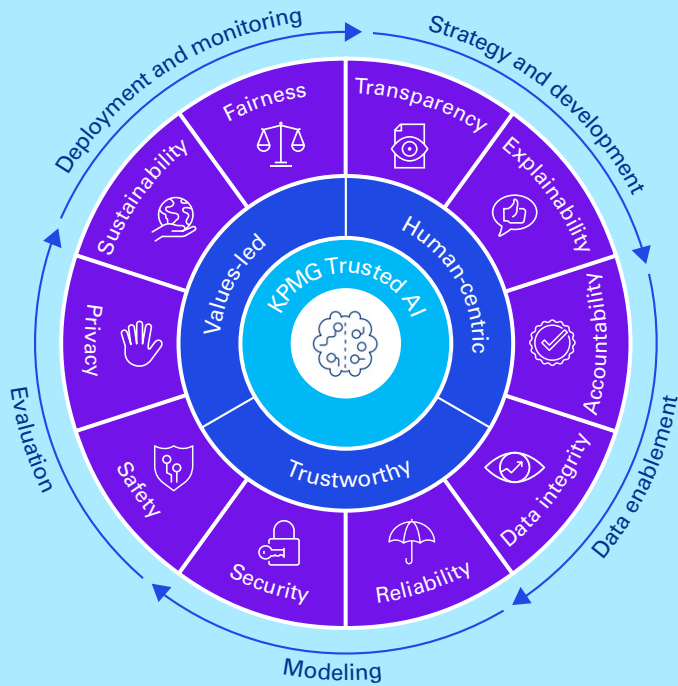 Deployment and monitoring
Strategy and development
Data enablement
Modeling
Evaluation
Fairness
Transparency
Explainability
Accountability
Data integrity
Reliability
Security
Safety
Privacy
Sustainability
Values-led
Human-centric
Trustworthy
KPMG Trusted AI